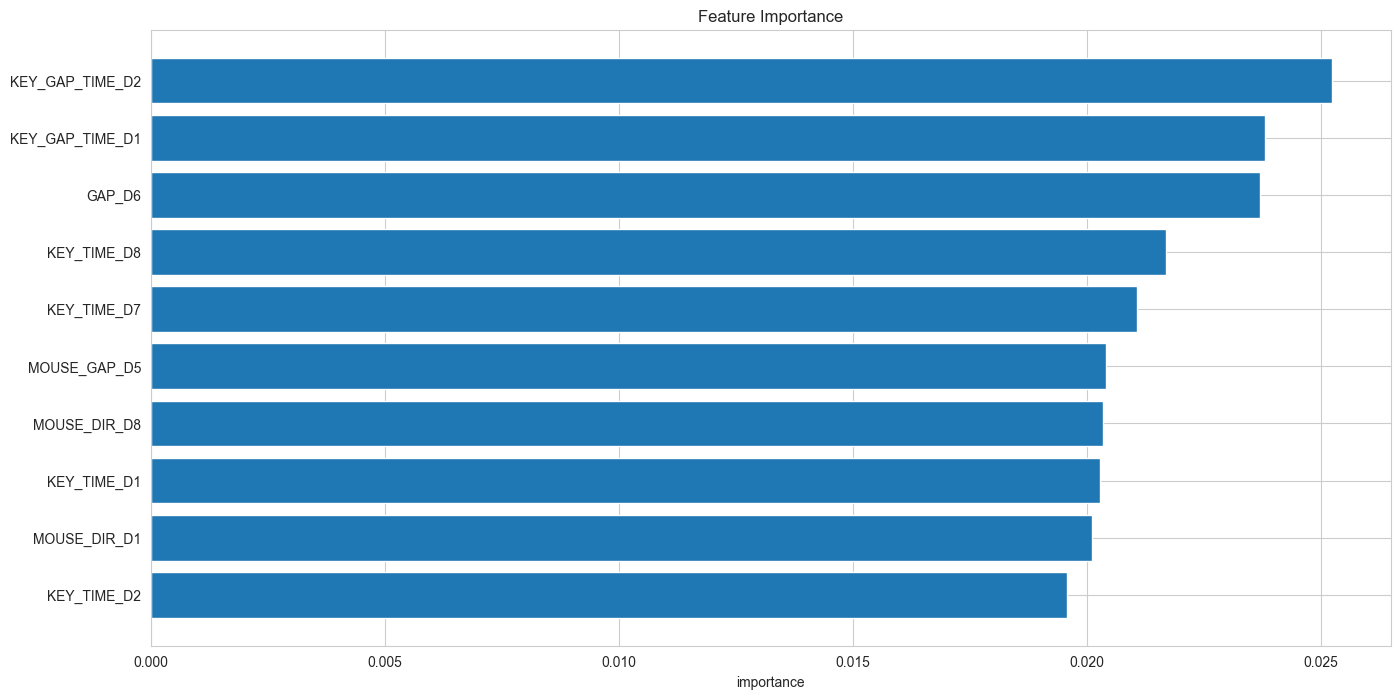 Feature Importance
KEY_GAP_TIME_D2
KEY_GAP_TIME_D1
GAP_D6
KEY_TIME_D8
KEY_TIME_D7
MOUSE_GAP_D5
MOUSE_DIR_D8
KEY_TIME_D1
MOUSE_DIR_D1
KEY_TIME_D2
0.000 0.005 0.010 0.015 0.020 0.025
importance